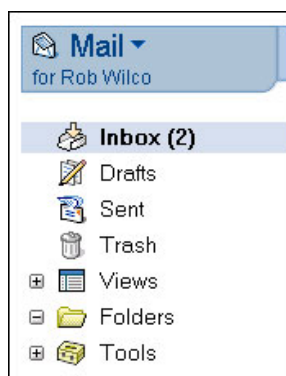 Mail
for Rob Wilco
Inbox (2)
Drafts
Sent
Trash
Views
Folders
Tools